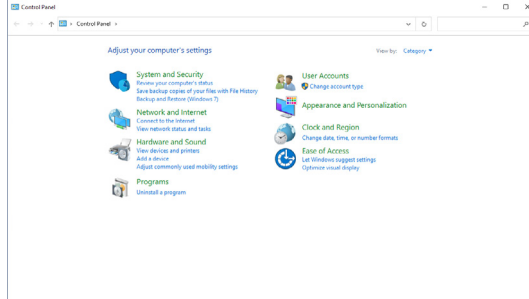 Control Panel
Control Panel
Adjust your computer's settings
View by: Category
System and Security
Review your computer's status
Save backup copies of your files with File History
Backup and Restore (Windows 7)
Network and Internet
Connect to the Internet
View network status and tasks
Hardware and Sound
View devices and printers
Add a device
Adjust commonly used mobility settings
Programs
Uninstall a program
User Accounts
Change account type
Appearance and Personalization
Clock and Region
Change date, time, or number formats
Ease of Access
Let Windows suggest settings
Optimize visual display